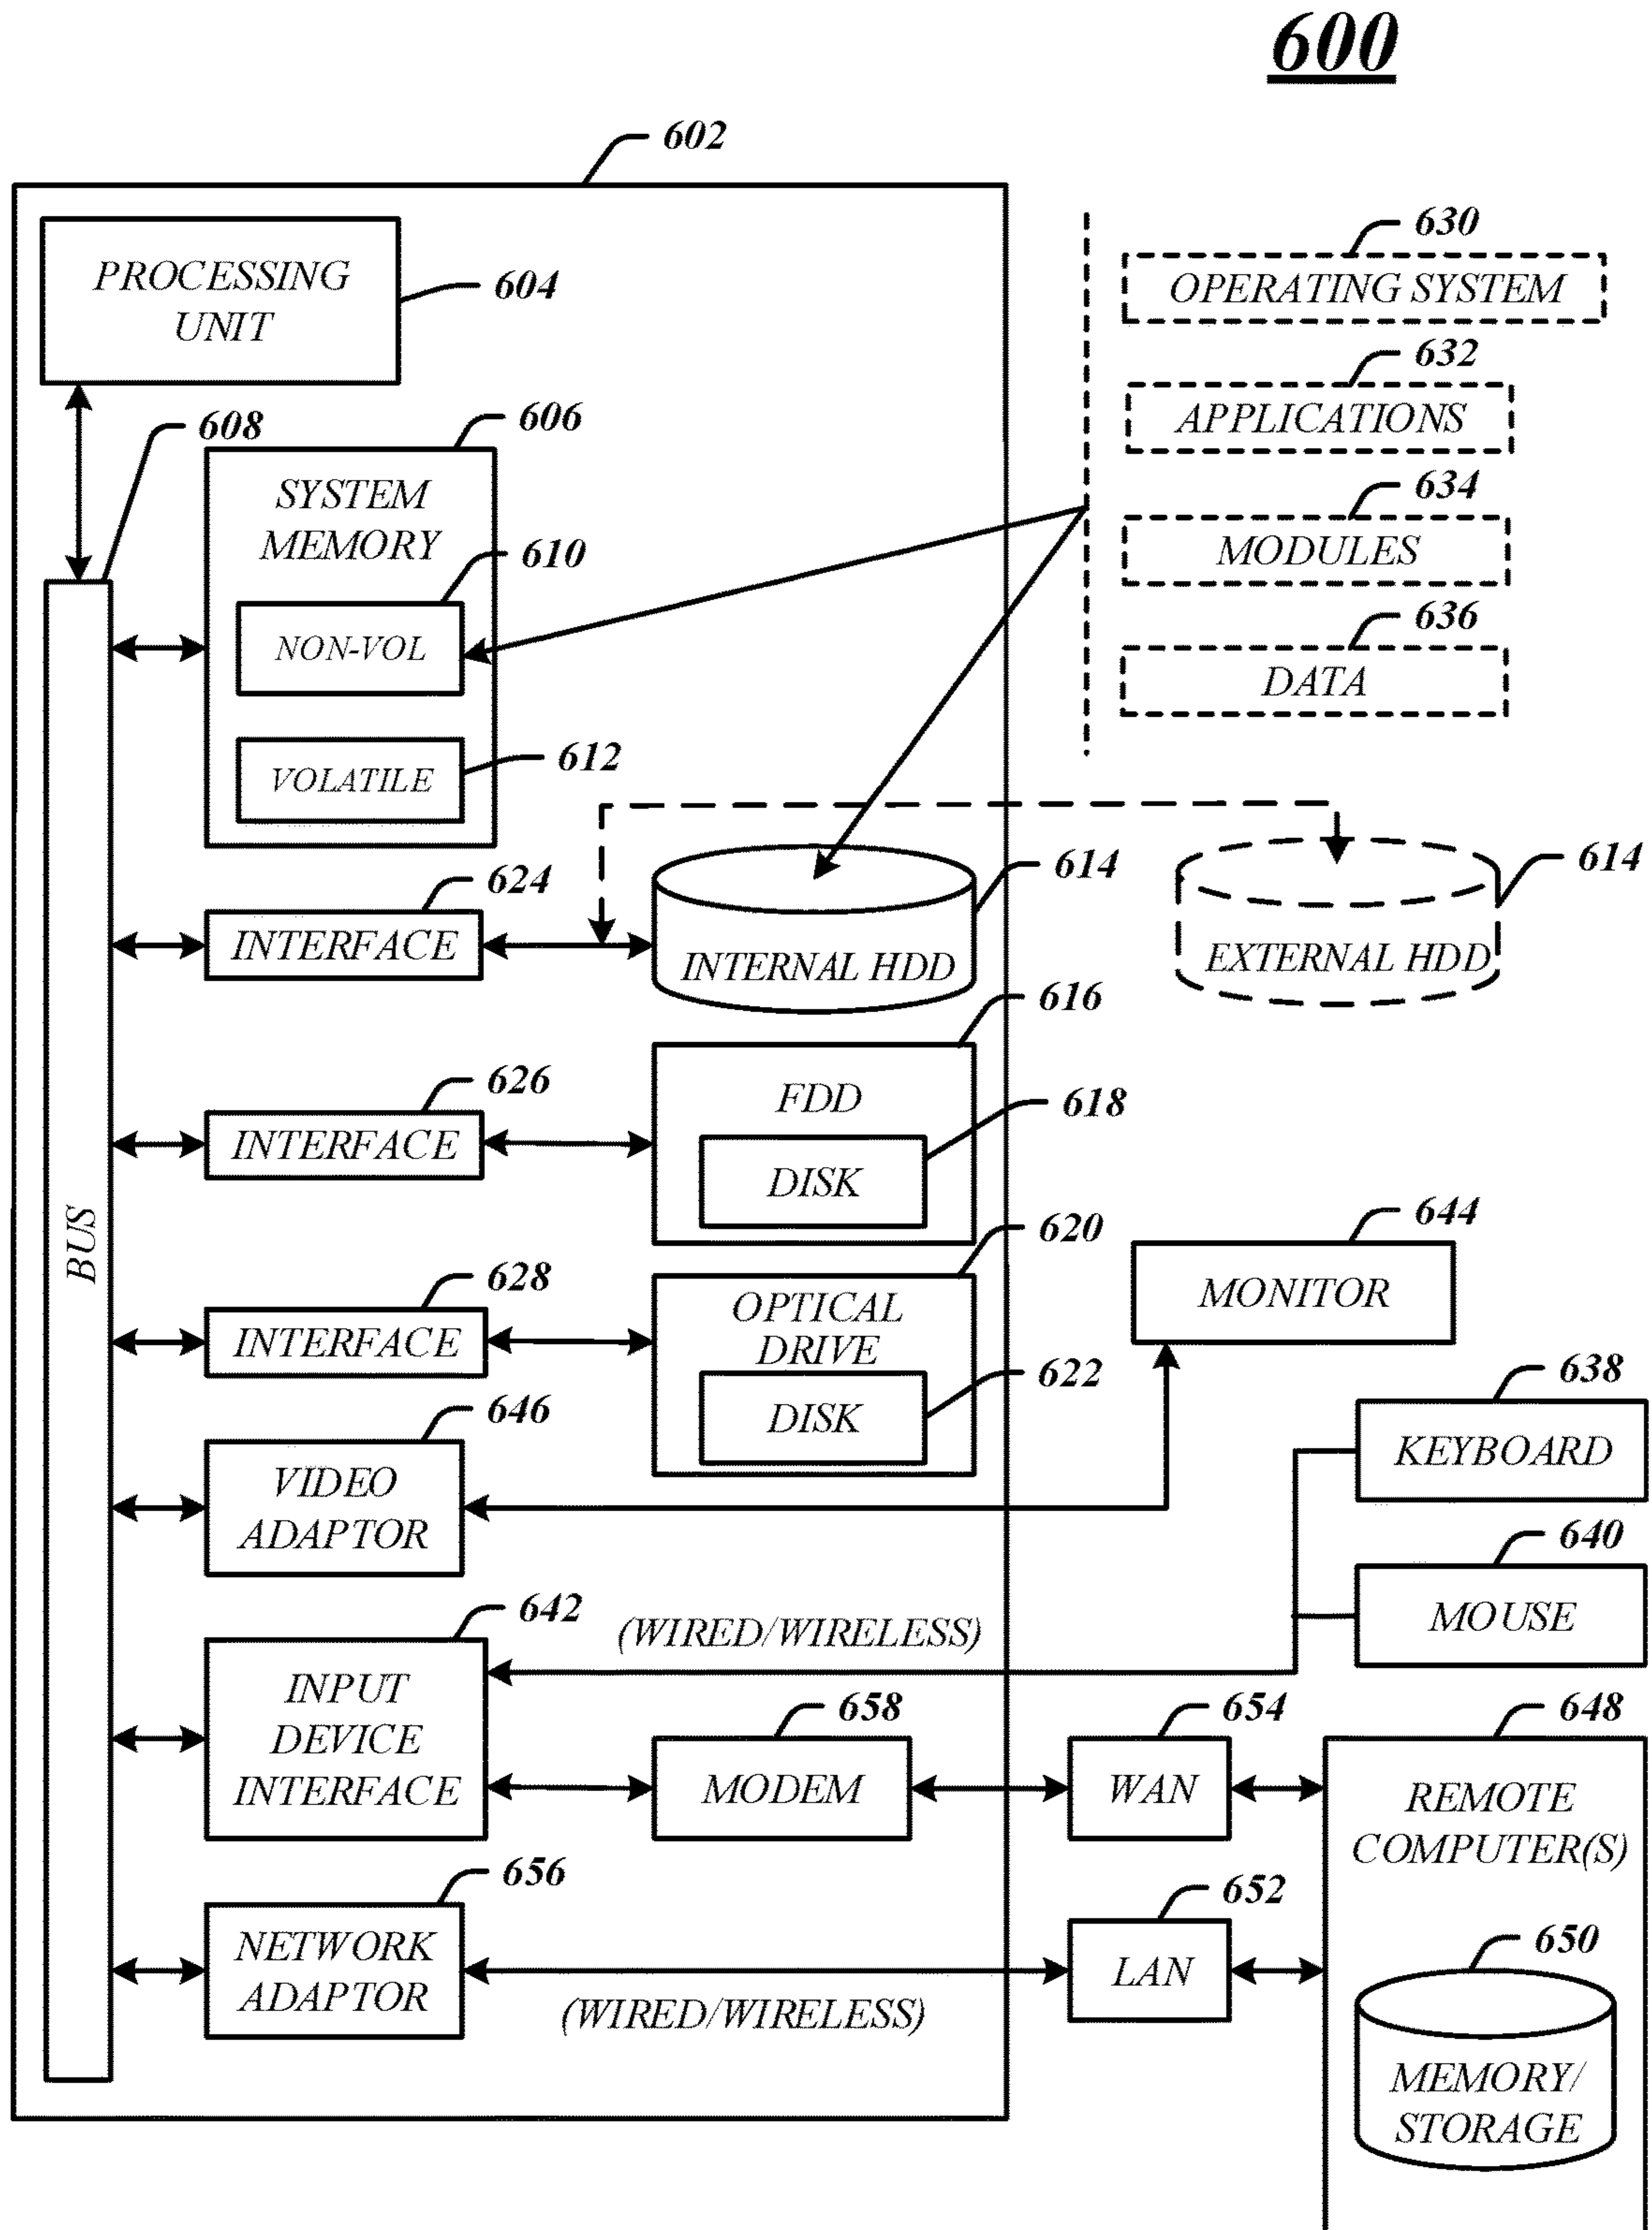 600
602
PROCESSING
UNIT
604
630
OPERATING SYSTEM
632
APPLICATIONS
634
MODULES
636
DATA
608
606
SYSTEM
MEMORY
610
NON-VOL
612
VOLATILE
624
INTERFACE
614
INTERNAL HDD
614
EXTERNAL HDD
616
626
INTERFACE
FDD
618
DISK
BUS
620
628
INTERFACE
OPTICAL
DRIVE
622
DISK
644
MONITOR
638
KEYBOARD
646
VIDEO
ADAPTOR
640
MOUSE
642
(WIRED/WIRELESS)
INPUT
DEVICE
INTERFACE
658
MODEM
654
WAN
648
REMOTE
COMPUTER(S)
656
NETWORK
ADAPTOR
(WIRED/WIRELESS)
652
LAN
650
MEMORY/
STORAGE